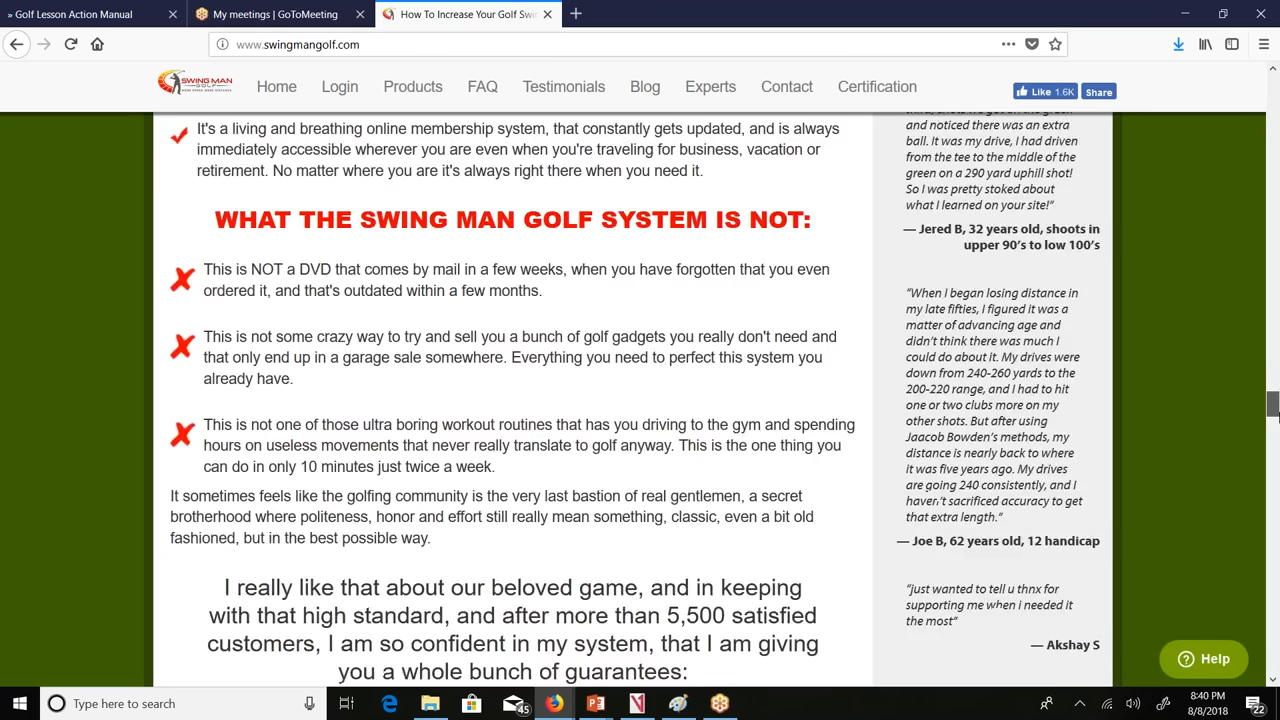 » Golf Lesson Action Manual
My meetings | GoToMeeting
How To Increase Your Golf Swi
www.swingmangolf.com
SWING MAN
GOLF
Home
Login
Products
FAQ
Testimonials
Blog
Experts
Contact
Certification
Like 1.6K
Share
It's a living and breathing online membership system, that constantly gets updated, and is always
immediately accessible wherever you are even when you're traveling for business, vacation or
retirement. No matter where you are it's always right there when you need it.
WHAT THE SWING MAN GOLF SYSTEM IS NOT:
This is NOT a DVD that comes by mail in a few weeks, when you have forgotten that you even
ordered it, and that's outdated within a few months.
This is not some crazy way to try and sell you a bunch of golf gadgets you really don't need and
that only end up in a garage sale somewhere. Everything you need to perfect this system you
already have.
This is not one of those ultra boring workout routines that has you driving to the gym and spending
hours on useless movements that never really translate to golf anyway. This is the one thing you
can do in only 10 minutes just twice a week.
It sometimes feels like the golfing community is the very last bastion of real gentlemen, a secret
brotherhood where politeness, honor and effort still really mean something, classic, even a bit old
fashioned, but in the best possible way.
I really like that about our beloved game, and in keeping
with that high standard, and after more than 5,500 satisfied
customers, I am so confident in my system, that I am giving
you a whole bunch of guarantees:
and noticed there was an extra
ball. It was my drive, I had driven
from the tee to the middle of the
green on a 290 yard uphill shot!
So I was pretty stoked about
what I learned on your site!"
— Jered B, 32 years old, shoots in
upper 90's to low 100's
"When I began losing distance in
my late fifties, I figured it was a
matter of advancing age and
didn't think there was much I
could do about it. My drives were
down from 240-260 yards to the
200-220 range, and I had to hit
one or two clubs more on my
other shots. But after using
Jaacob Bowden's methods, my
distance is nearly back to where
it was five years ago. My drives
are going 240 consistently, and I
haven't sacrificed accuracy to get
that extra length."
— Joe B, 62 years old, 12 handicap
"just wanted to tell u thnx for
supporting me when i needed it
the most"
— Akshay S
Help
Type here to search
45
8:40 PM
8/8/2018
22